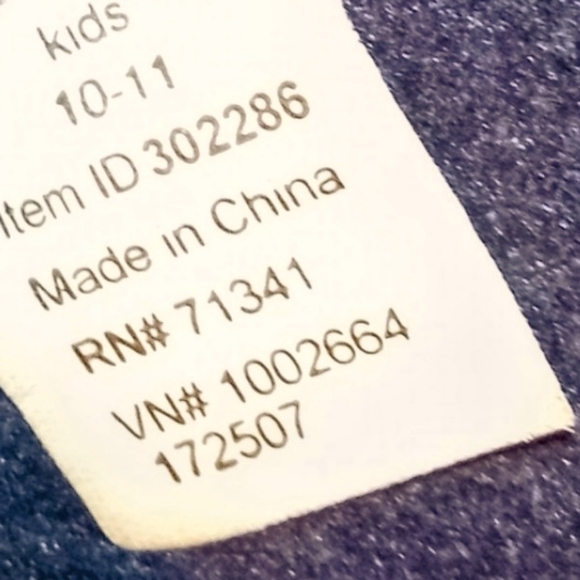 kids
10-11
Item ID 302286
Made in China
RN# 71341
VN# 1002664
172507